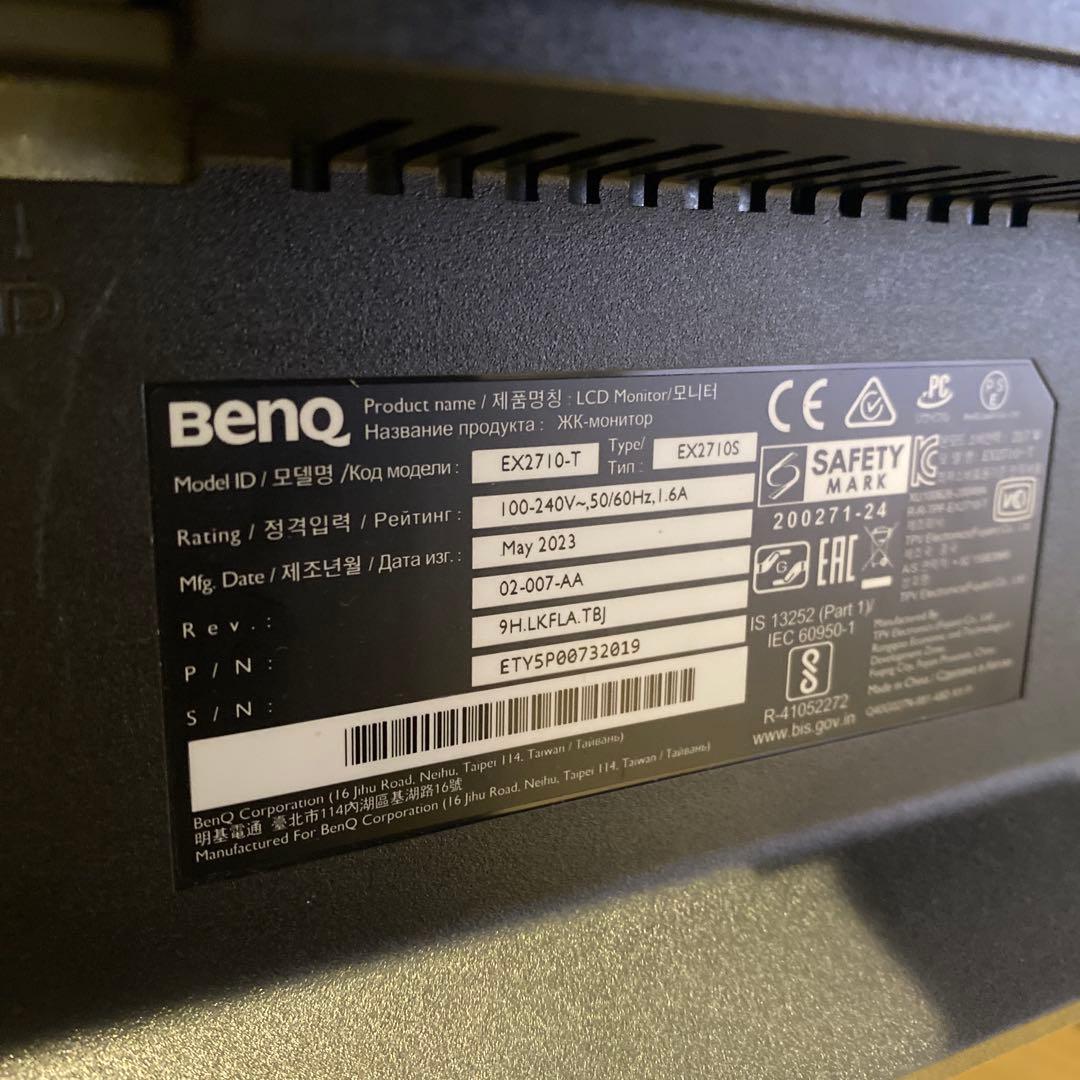 BenQ
Product name / 제품명칭 : LCD Monitor/모니터
Название продукта : ЖК-монитор
Model ID / 모델명 /Код модели : EX2710-T Type/ Тип : EX2710S
Rating / 정격입력 / Рейтинг : 100-240V~,50/60Hz,1.6A
Mfg. Date / 제조년월 / Дата изг. : May 2023
Rev.: 02-007-AA
P/N: 9H.LKFLA.TBJ
S/N: ETY5P00732019
BenQ Corporation (16 Jihu Road, Neihu, Taipei 114, Taiwan / Тайвань)
明基電通 臺北市114內湖區基湖路16號
Manufactured For BenQ Corporation (16 Jihu Road, Neihu, Taipei 114, Taiwan / Тайвань)
CE
PC
PSE
SAFETY
MARK
200271-24
G
EAC
IS 13252 (Part 1)/
IEC 60950-1
R-41052272
www.bis.gov.in
EX2710-T
Manufactured by
D